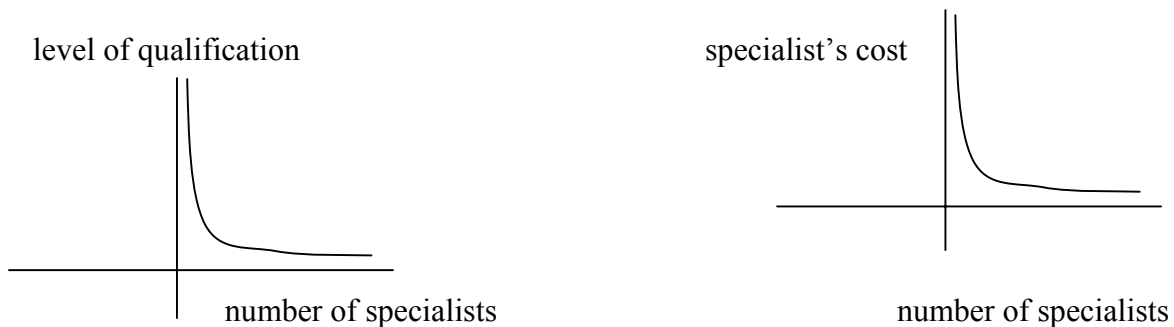 level of qualification
number of specialists
specialist’s cost
number of specialists